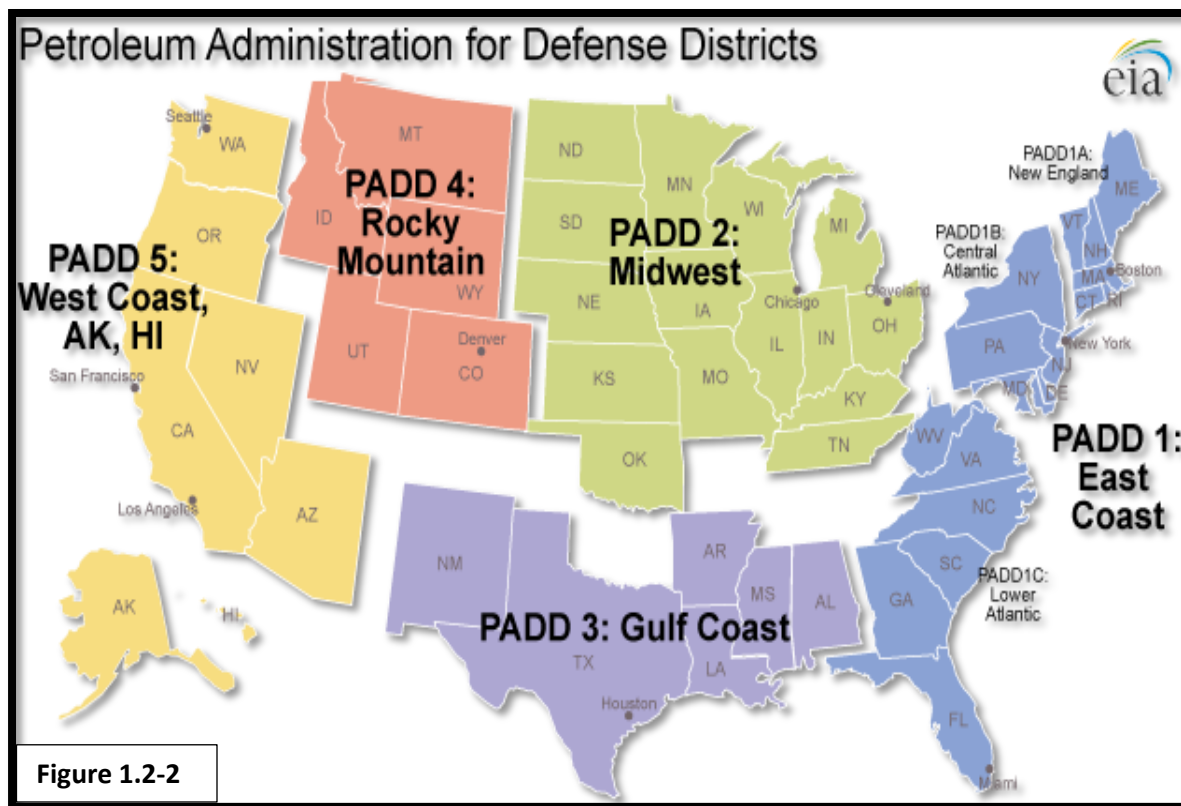 Petroleum Administration for Defense Districts
eia
Seattle
WA
MT
ND
MN
PADD1A:
New England
ME
PADD 4:
Rocky
Mountain
ID
OR
SD
WI
MI
VT
NH
PADD1B:
Central
Atlantic
NY
MA
Boston
CT
RI
PADD 5:
West Coast,
AK, HI
PADD 2:
Midwest
WY
NE
IA
Chicago
Cleveland
San Francisco
NV
UT
Denver
CO
KS
MO
IL
IN
OH
PA
New York
NJ
MD
DE
CA
KY
WV
VA
PADD 1:
East
Coast
OK
TN
NC
Los Angeles
AZ
NM
AR
SC
PADD1C:
Lower
Atlantic
AK
HI
MS
AL
GA
PADD 3: Gulf Coast
TX
LA
Houston
FL
Miami
Figure 1.2-2